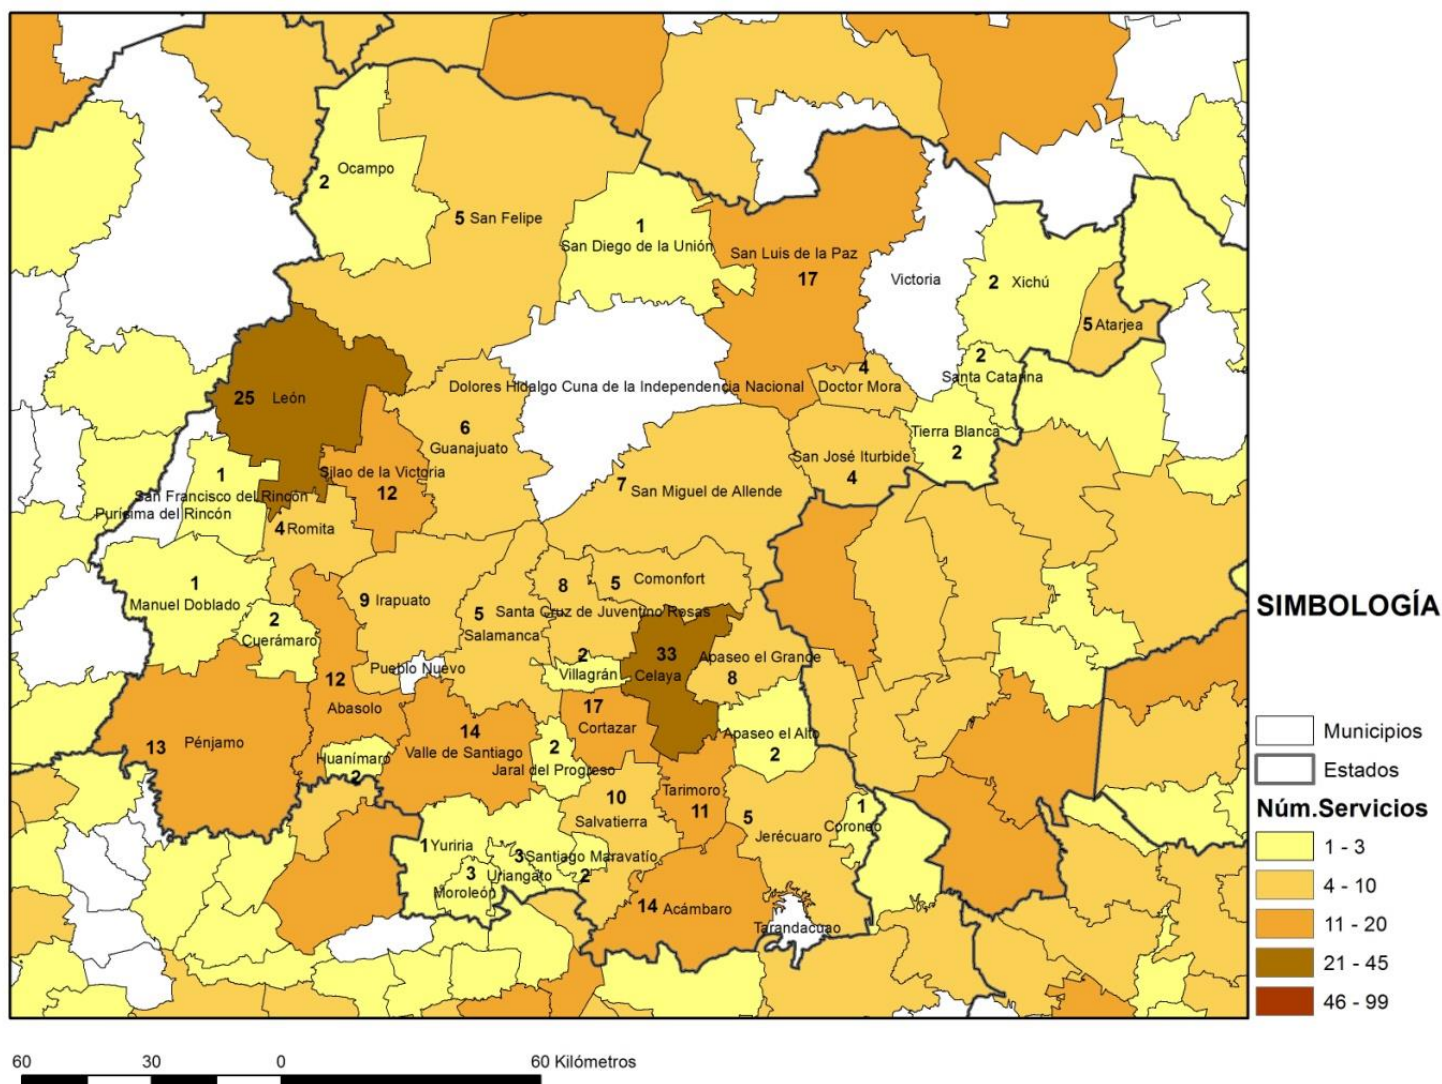 Ocampo
2
5 San Felipe
1
San Diego de la Unión
San Luis de la Paz
17
Victoria
2 Xichú
5 Atarjea
2
Santa Catarina
4
Doctor Mora
Dolores Hidalgo Cuna de la Independencia Nacional
25 León
6
Guanajuato
Tierra Blanca
2
San José Iturbide
4
Silao de la Victoria
12
7 San Miguel de Allende
1
San Francisco del Rincón
Purísima del Rincón
4 Romita
1
Manuel Doblado
2
Cuerámaro
9 Irapuato
5
Salamanca
8
Santa Cruz de Juventino Rosas
5 Comonfort
33
Celaya
Apaseo el Grande
8
2
Villagrán
Pueblo Nuevo
12
Abasolo
13 Pénjamo
Huanímaro
2
14
Valle de Santiago
17
Cortazar
2
Jaral del Progreso
Apaseo el Alto
2
10
Salvatierra
Tarimoro
11
5
Jerécuaro
1
Coroneo
1 Yuriria
3
Moroleón
3
Uriangato
Santiago Maravatío
2
14 Acámbaro
Tarandacuao
SIMBOLOGÍA
Municipios
Estados
Núm.Servicios
1 - 3
4 - 10
11 - 20
21 - 45
46 - 99
60 30 0 60 Kilómetros